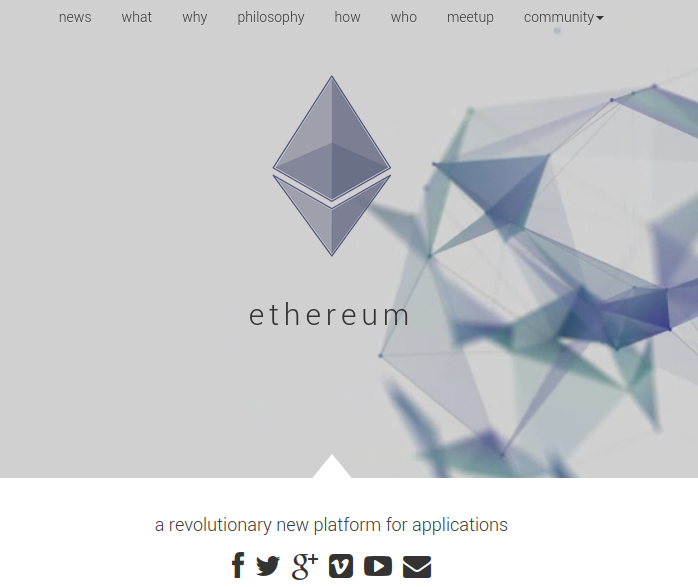 news what why philosophy how who meetup community
ethereum
a revolutionary new platform for applications